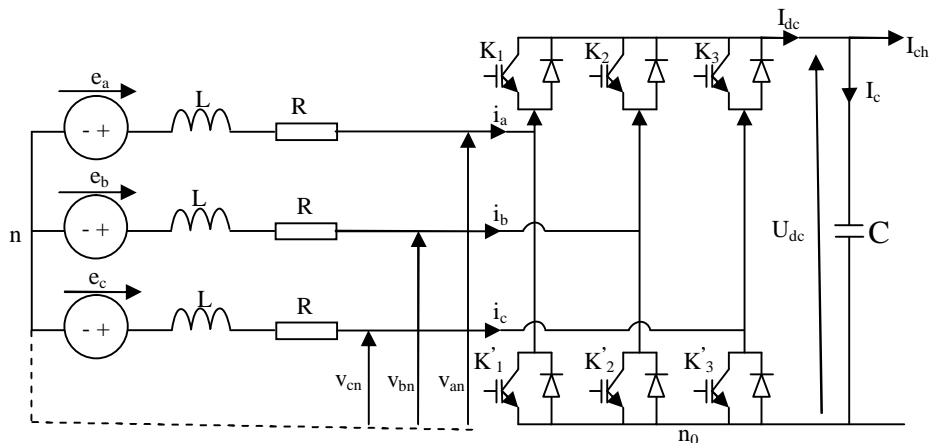 I_dc
I_ch
K_1
K_2
K_3
e_a
L
R
i_a
I_c
e_b
L
R
i_b
n
U_dc
C
e_c
L
R
i_c
v_cn
v_bn
v_an
K'_1
K'_2
K'_3
n_0
- +
- +
- +